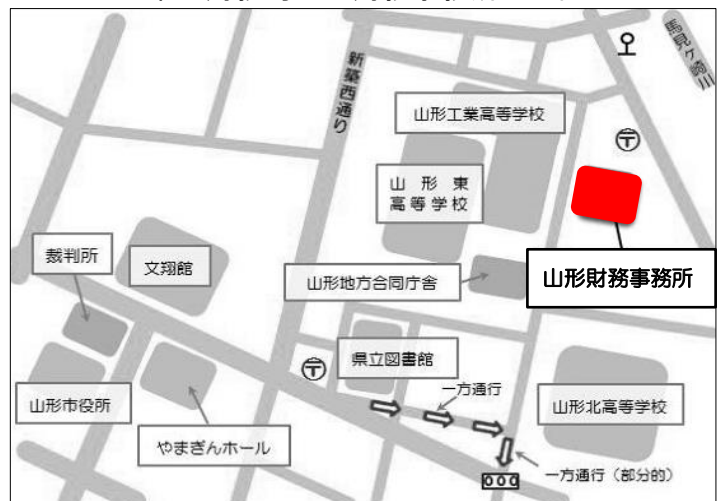 馬見ヶ崎川
新築西通り
山形工業高等学校
〒
山形東
高等学校
裁判所
文翔館
山形地方合同庁舎
山形財務事務所
県立図書館
〒
一方通行
山形北高等学校
山形市役所
やまぎんホール
一方通行（部分的）